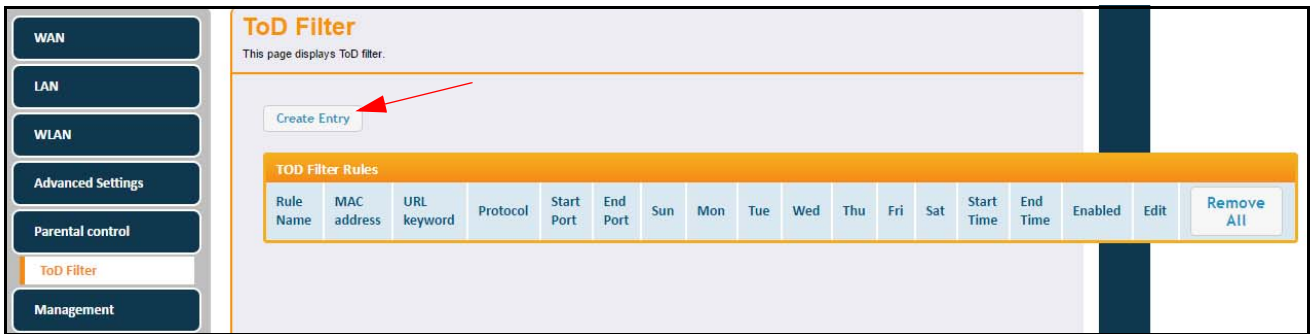 WAN
LAN
WLAN
Advanced Settings
Parental control
ToD Filter
Management
ToD Filter
This page displays ToD filter.
Create Entry
TOD Filter Rules
Rule Name MAC address URL keyword Protocol Start Port End Port Sun Mon Tue Wed Thu Fri Sat Start Time End Time Enabled Edit Remove All